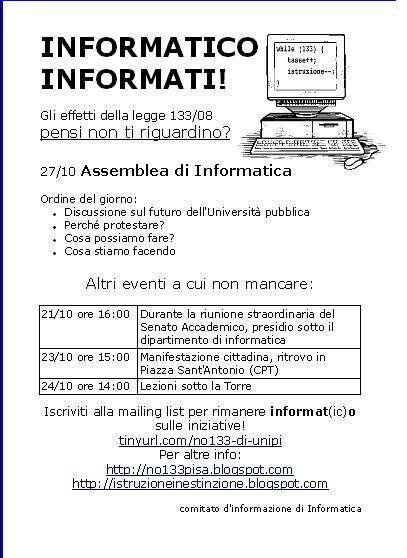 INFORMATICO
INFORMATI!
while (133) {
tasse++;
istruzione--;
}
Gli effetti della legge 133/08
pensi non ti riguardino?
27/10 Assemblea di Informatica
Ordine del giorno:
• Discussione sul futuro dell'Università pubblica
• Perché protestare?
• Cosa possiamo fare?
• Cosa stiamo facendo
Altri eventi a cui non mancare:
21/10 ore 16:00 Durante la riunione straordinaria del
Senato Accademico, presidio sotto il
dipartimento di informatica
23/10 ore 15:00 Manifestazione cittadina, ritrovo in
Piazza Sant'Antonio (CPT)
24/10 ore 14:00 Lezioni sotto la Torre
Iscriviti alla mailing list per rimanere informat(ic)o
sulle iniziative!
tinyurl.com/no133-di-unipi
Per altre info:
http://no133pisa.blogspot.com
http://istruzioneinestinzione.blogspot.com
comitato d'informazione di Informatica